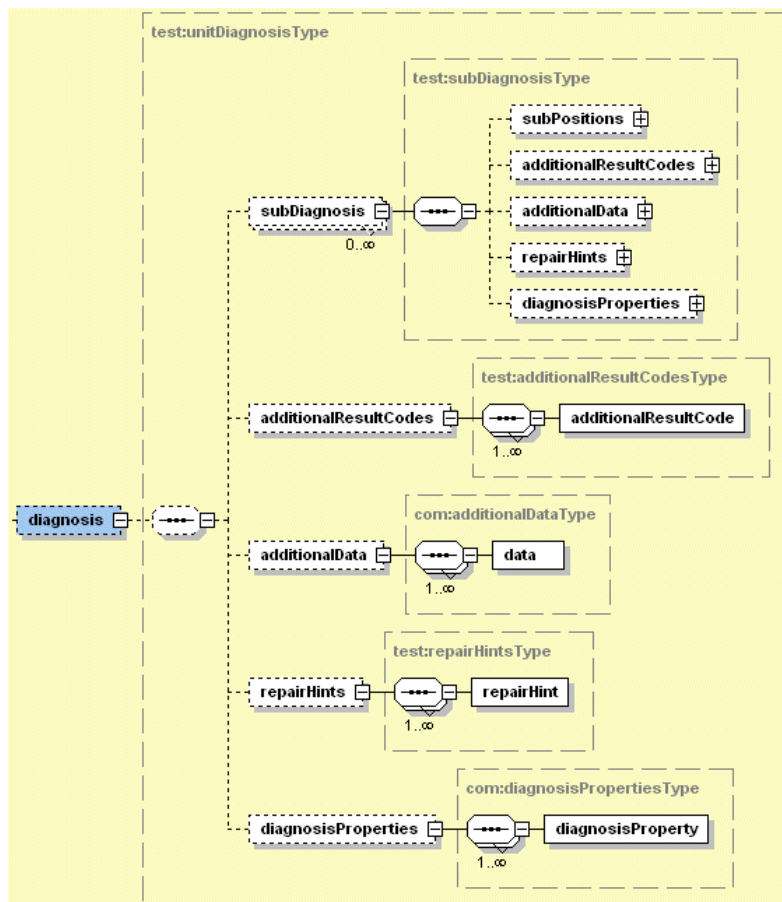 test:unitDiagnosisType
test:subDiagnosisType
subPositions
additionalResultCodes
subDiagnosis
additionalData
0..∞
repairHints
diagnosisProperties
test:additionalResultCodesType
additionalResultCodes
additionalResultCode
1..∞
com:additionalDataType
diagnosis
additionalData
data
1..∞
test:repairHintsType
repairHints
repairHint
1..∞
com:diagnosisPropertiesType
diagnosisProperties
diagnosisProperty
1..∞